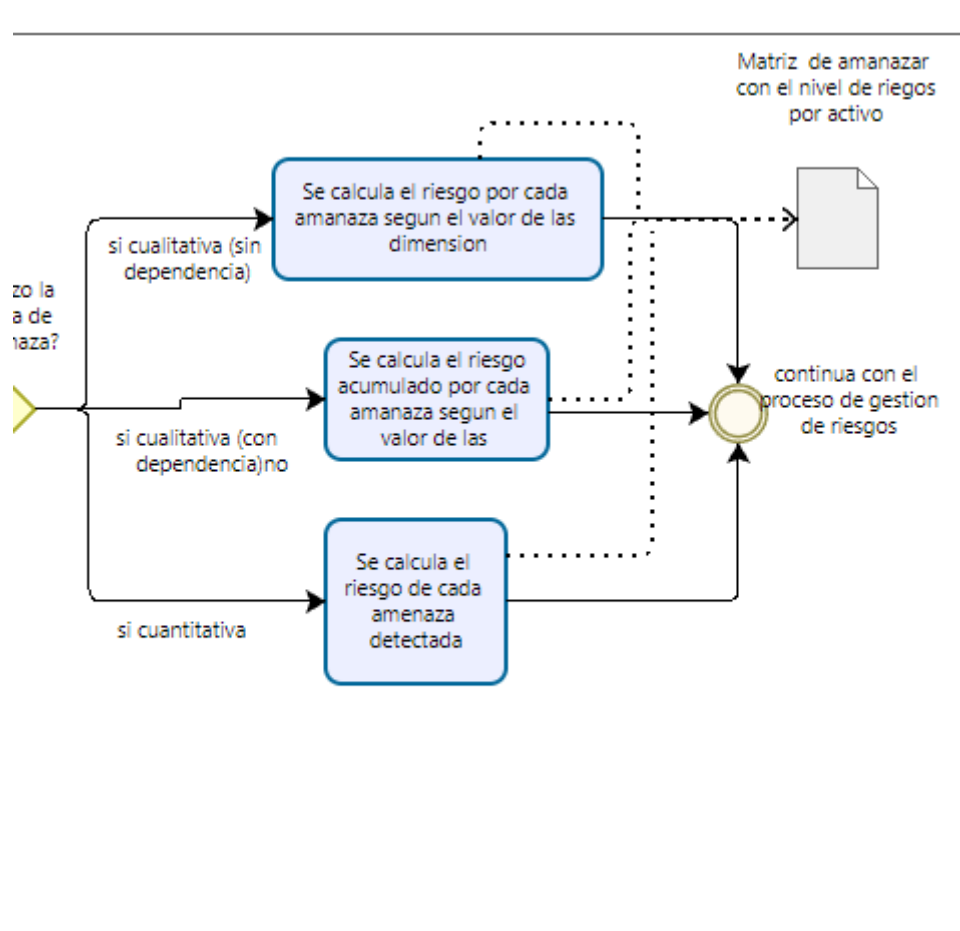 Matriz de amanazar
con el nivel de riegos
por activo
Se calcula el riesgo por cada
amanaza segun el valor de las
dimension
si cualitativa (sin
dependencia)
zo la
a de
naza?
Se calcula el riesgo
acumulado por cada
amanaza segun el
valor de las
continua con el
proceso de gestion
de riesgos
si cualitativa (con
dependencia)no
Se calcula el
riesgo de cada
amenaza
detectada
si cuantitativa